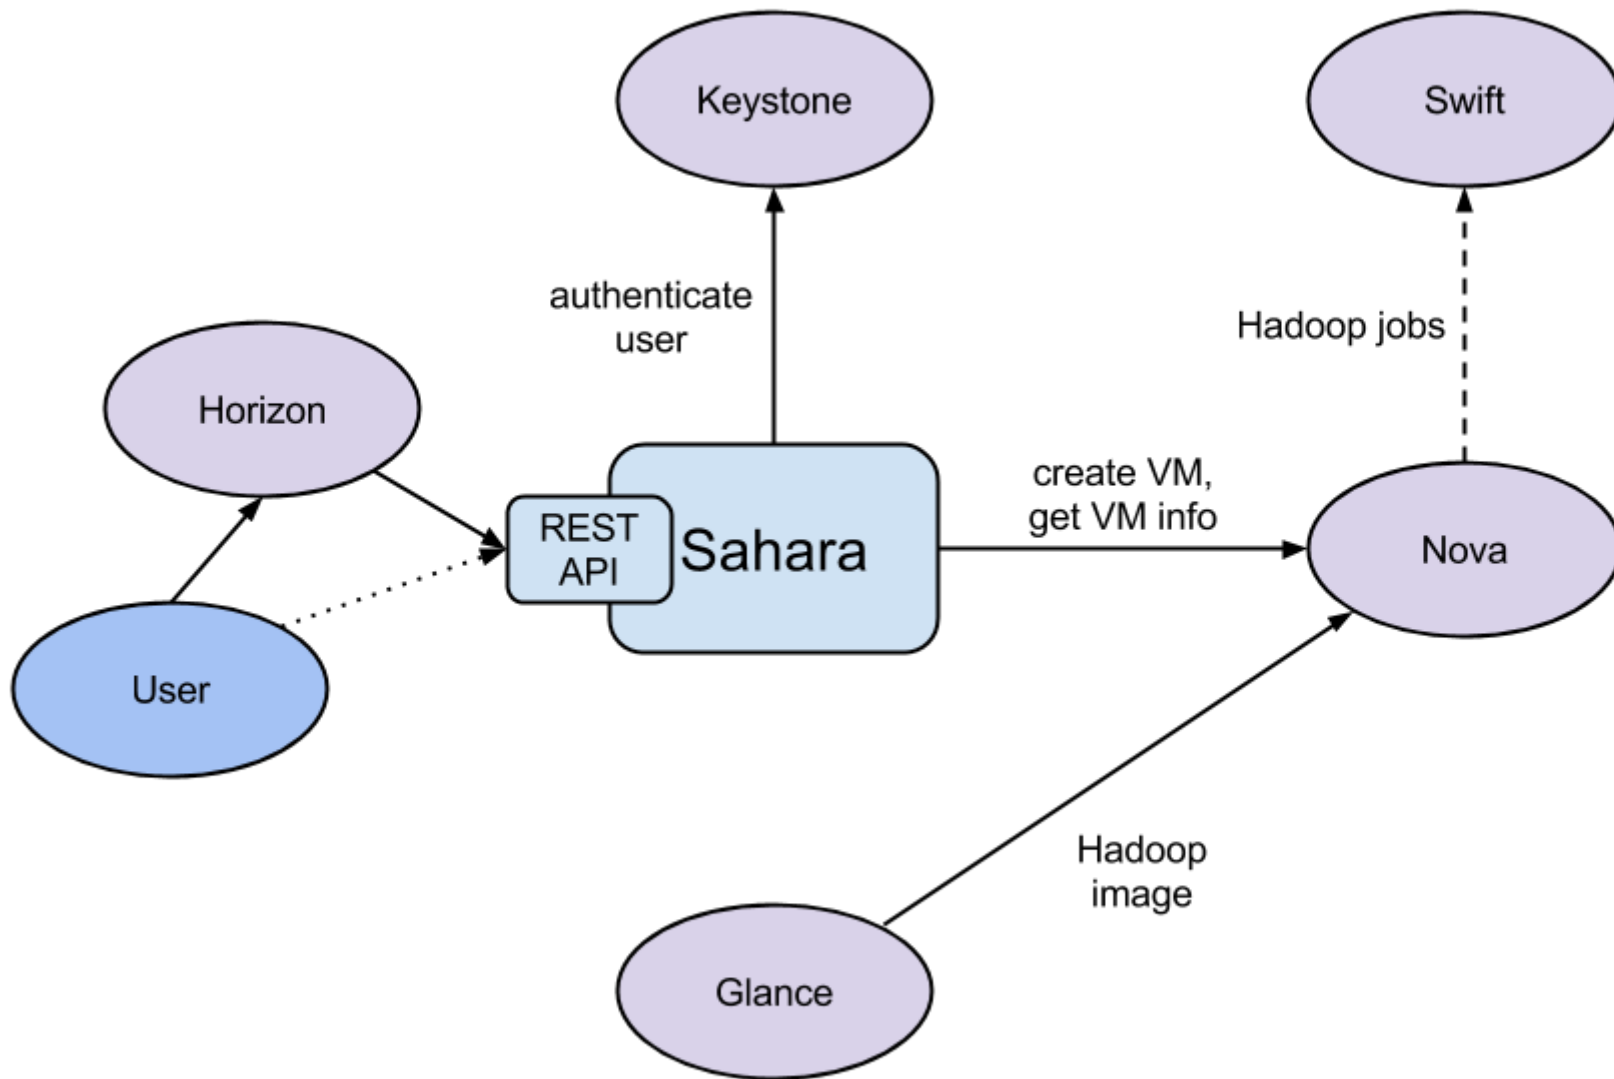 Keystone
Swift
authenticate
user
Hadoop jobs
Horizon
create VM,
get VM info
REST
API
Sahara
Nova
User
Hadoop
image
Glance